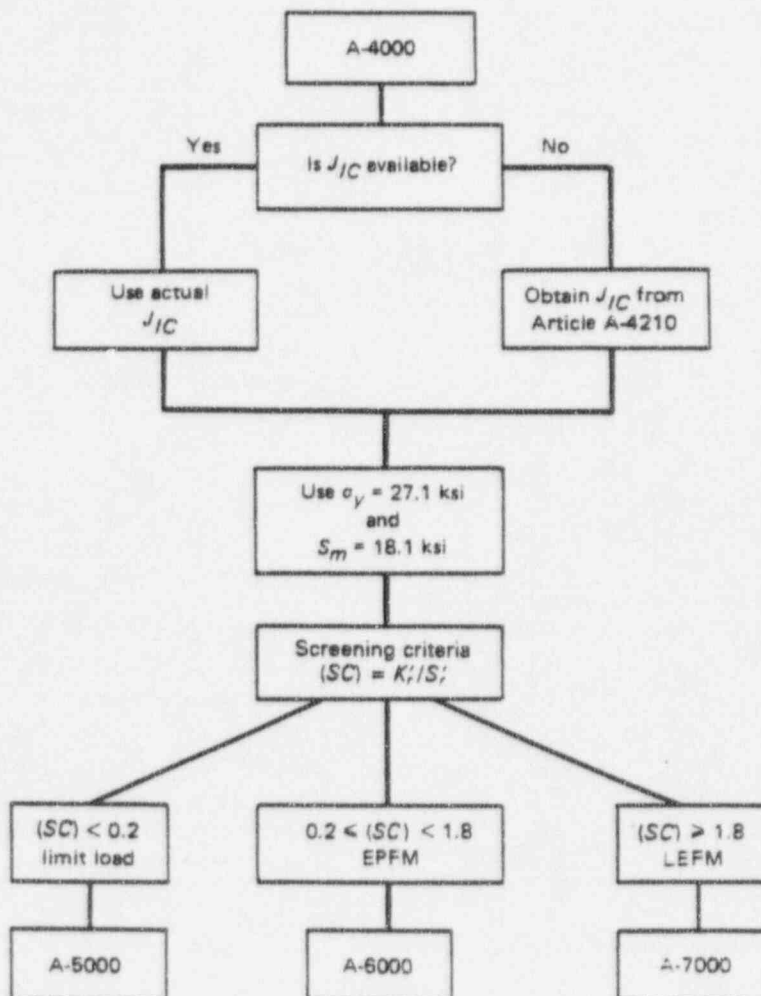 A-4000
Yes
Is J_IC available?
No
Use actual
J_IC
Obtain J_IC from
Article A-4210
Use σ_y = 27.1 ksi
and
S_m = 18.1 ksi
Screening criteria
(SC) = K_r'/S_r'
(SC) < 0.2
limit load
0.2 ⩽ (SC) < 1.8
EPFM
(SC) ⩾ 1.8
LEFM
A-5000
A-6000
A-7000